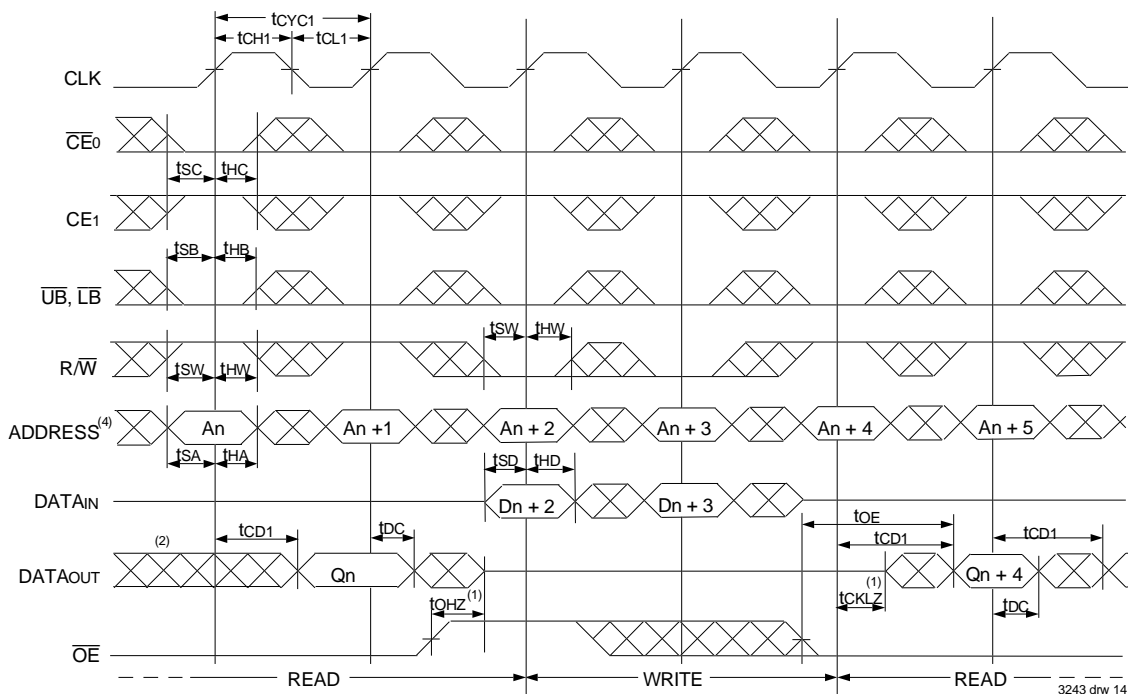 tCYC1
tCH1 tCL1
CLK
CE0
tSC tHC
CE1
tSB tHB
UB, LB
tSW tHW
R/W
tSW tHW
ADDRESS(4) An An +1 An + 2 An + 3 An + 4 An + 5
tSA tHA tSD tHD
DATAIN Dn + 2 Dn + 3
tOE
tCD1 tDC tCD1 tCD1
(2)
DATAOUT Qn Qn + 4
tOHZ(1) tCKLZ(1) tDC
OE
READ WRITE READ
3243 drw 14